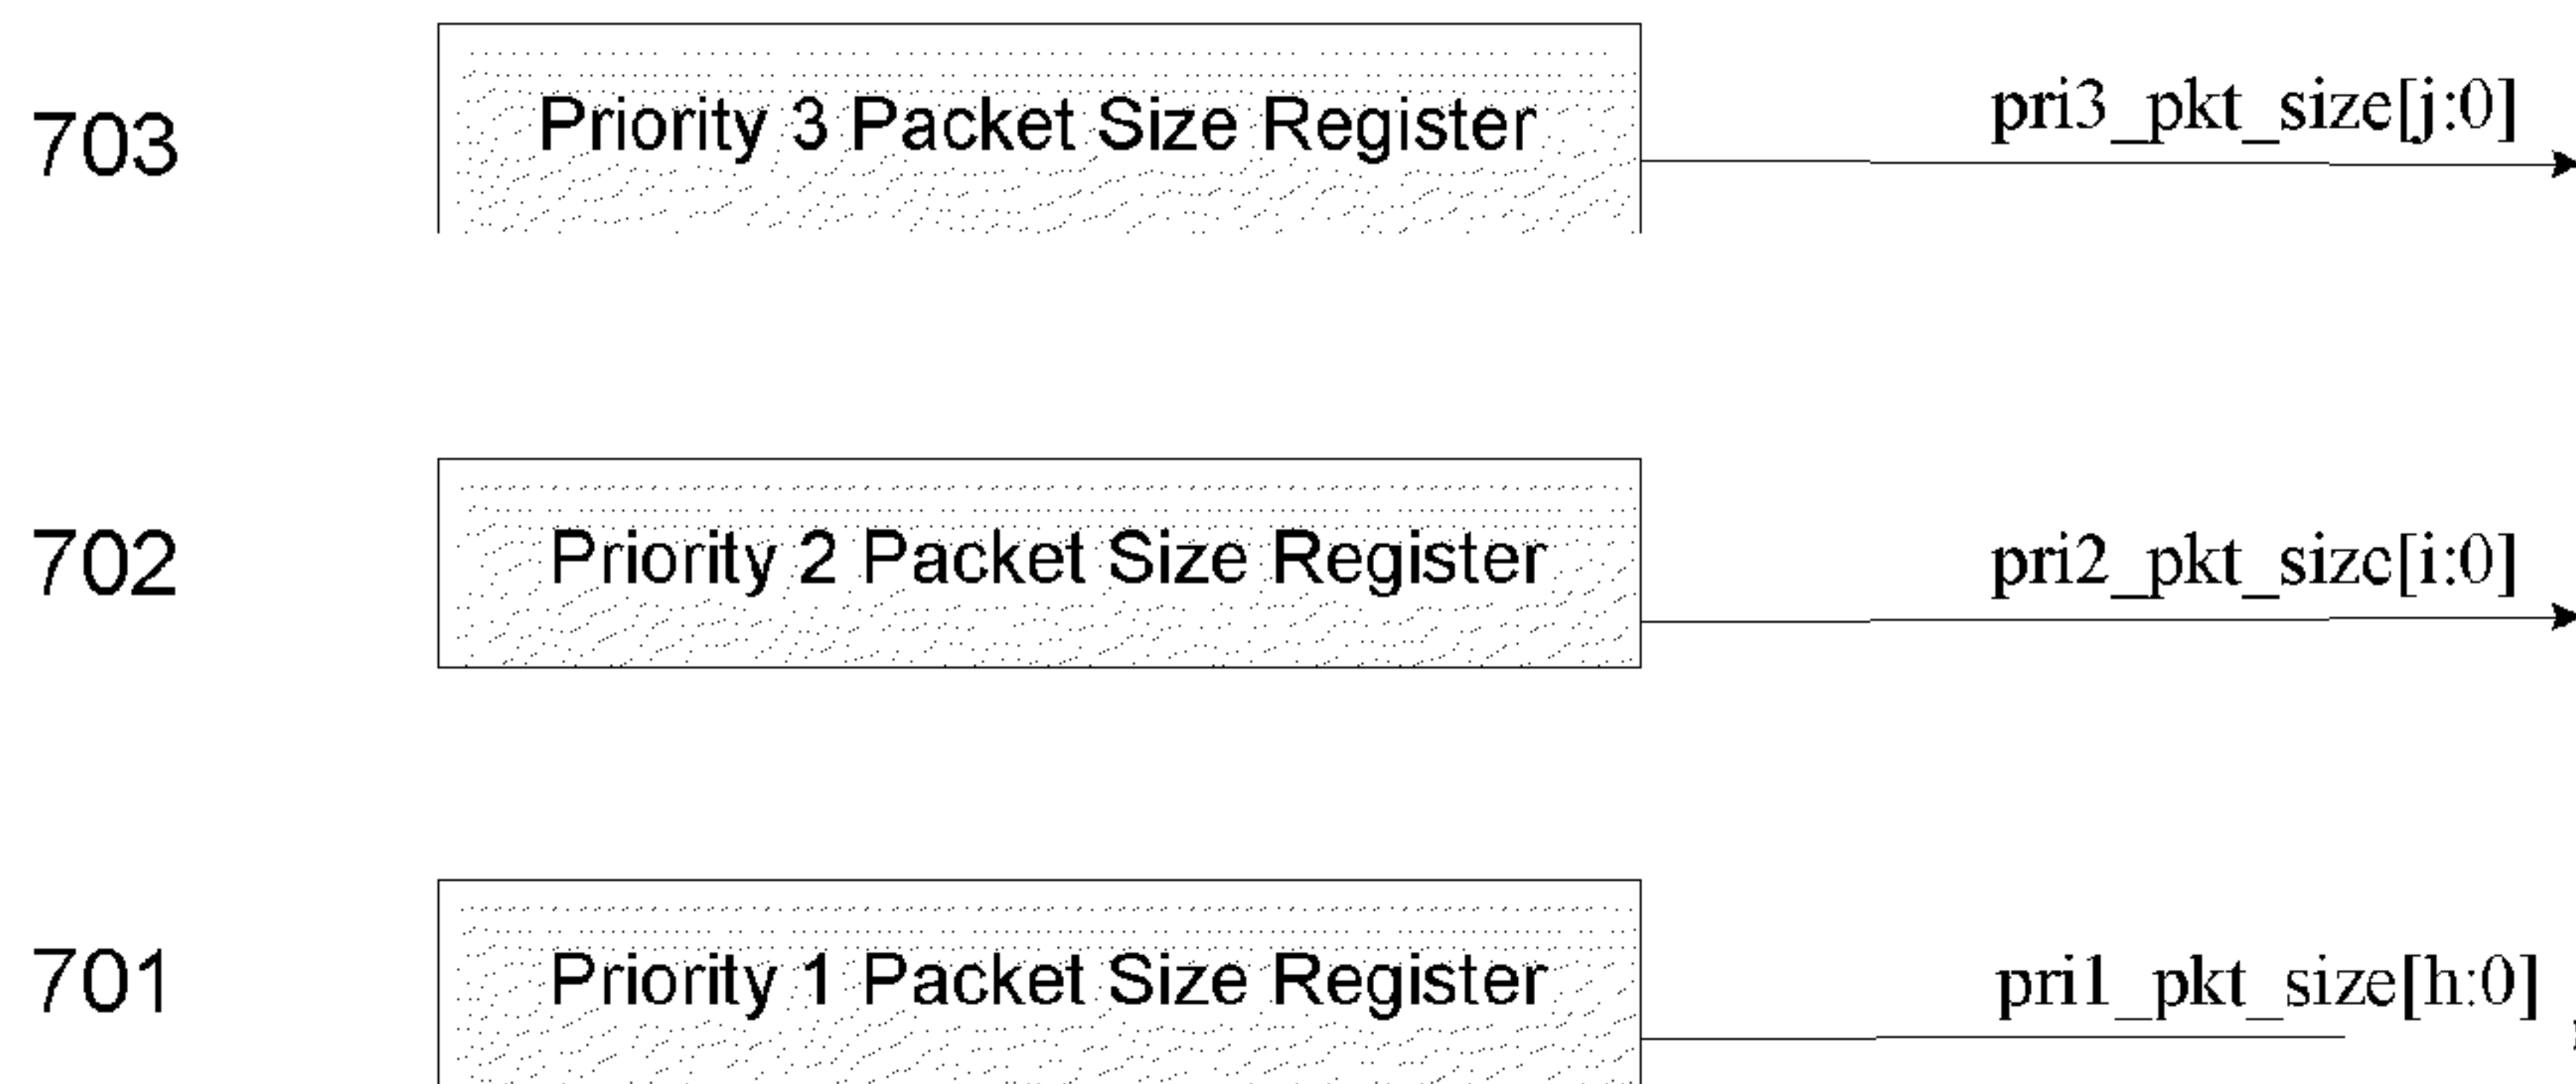 703 Priority 3 Packet Size Register pri3_pkt_size[j:0]
702 Priority 2 Packet Size Register pri2_pkt_sizc[i:0]
701 Priority 1 Packet Size Register pri1_pkt_size[h:0]